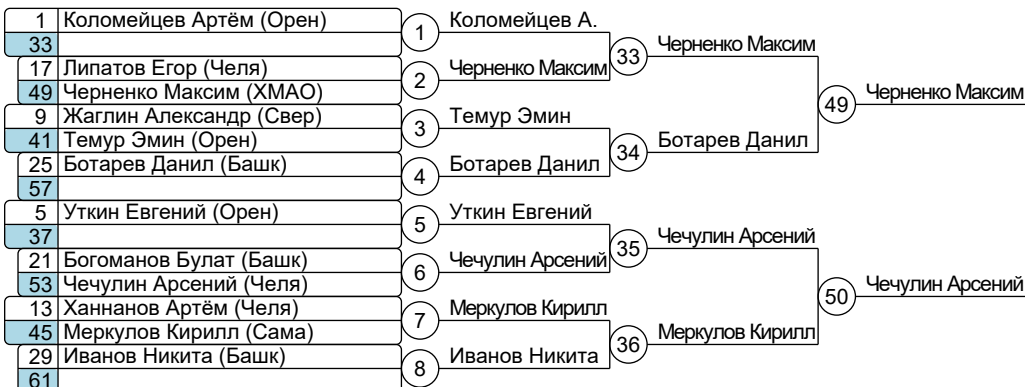 1 Коломейцев Артём (Орен) 1 Коломейцев А.
33 33 Черненко Максим
17 Липатов Егор (Челя) 2 Черненко Максим
49 Черненко Максим (ХМАО) 49 Черненко Максим
9 Жаглин Александр (Свер) 3 Темур Эмин
41 Темур Эмин (Орен) 34 Ботарев Данил
25 Ботарев Данил (Башк) 4 Ботарев Данил
57
5 Уткин Евгений (Орен) 5 Уткин Евгений
37 35 Чечулин Арсений
21 Богоманов Булат (Башк) 6 Чечулин Арсений
53 Чечулин Арсений (Челя) 50 Чечулин Арсений
13 Ханнанов Артём (Челя) 7 Меркулов Кирилл
45 Меркулов Кирилл (Сама) 36 Меркулов Кирилл
29 Иванов Никита (Башк) 8 Иванов Никита
61